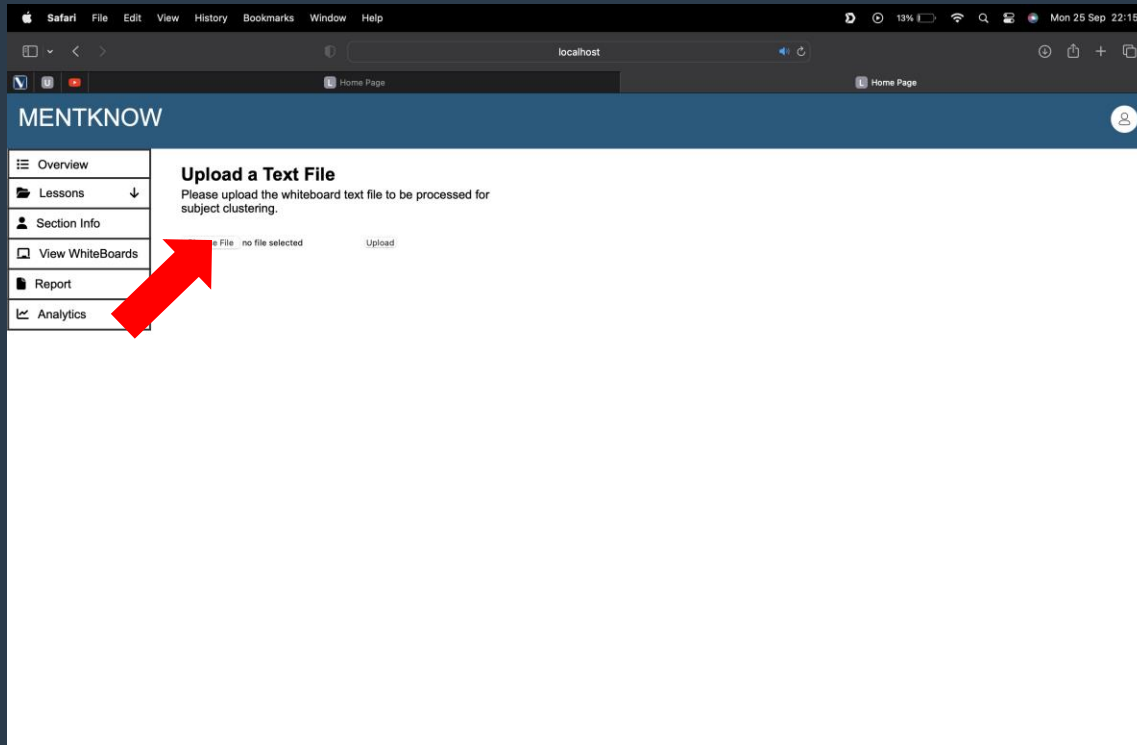 Safari File Edit View History Bookmarks Window Help 13% Mon 25 Sep 22:15
localhost
U L Home Page L Home Page
MENTKNOW
Overview
Lessons
Section Info
View WhiteBoards
Report
Analytics
Upload a Text File
Please upload the whiteboard text file to be processed for
subject clustering.
File no file selected Upload